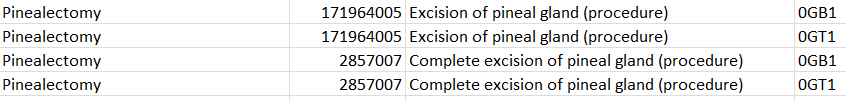 Pinealectomy 171964005 Excision of pineal gland (procedure) 0GB1
Pinealectomy 171964005 Excision of pineal gland (procedure) 0GT1
Pinealectomy 2857007 Complete excision of pineal gland (procedure) 0GB1
Pinealectomy 2857007 Complete excision of pineal gland (procedure) 0GT1